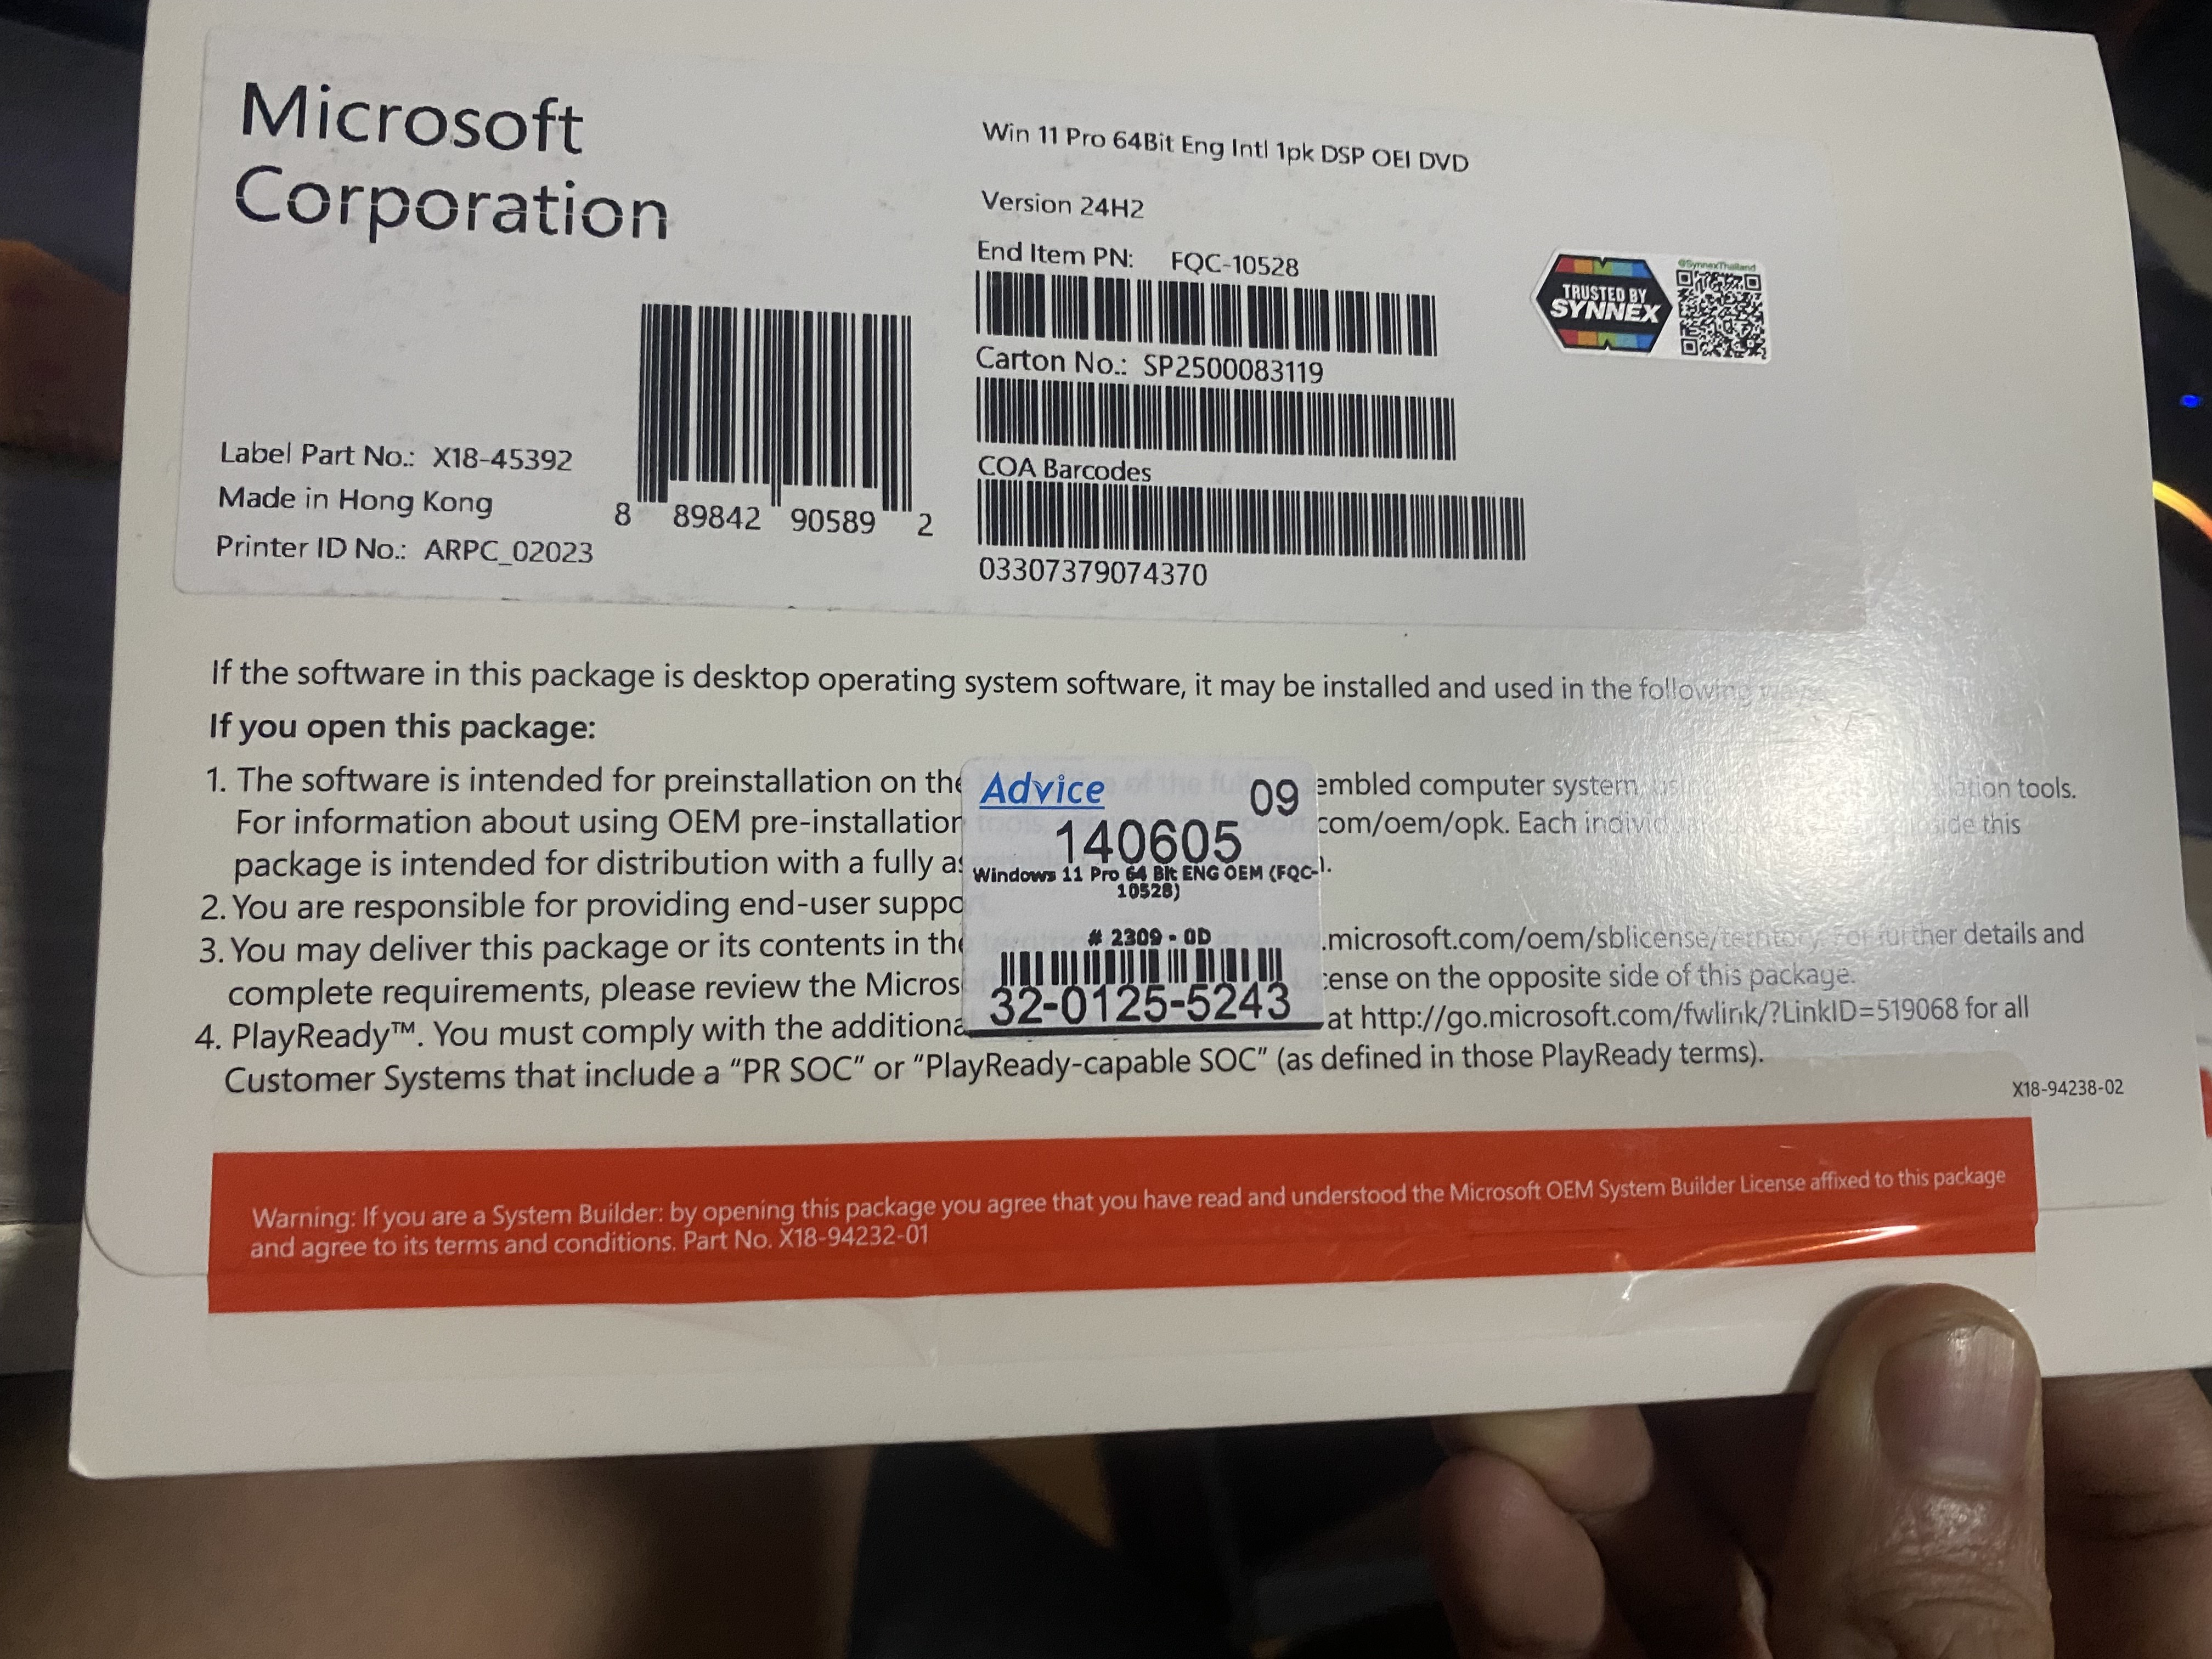 Microsoft
Corporation
Win 11 Pro 64Bit Eng Intl 1pk DSP OEI DVD
Version 24H2
End Item PN: FQC-10528
Carton No.: SP2500083119
COA Barcodes
03307379074370
@SynnexThailand
TRUSTED BY
SYNNEX
Label Part No.: X18-45392
Made in Hong Kong
Printer ID No.: ARPC_02023
8 89842 90589 2
If the software in this package is desktop operating system software, it may be installed and used in the following ways
If you open this package:
1. The software is intended for preinstallation on the of the embled computer system tools.
For information about using OEM pre-installation com/oem/opk. Each this
package is intended for distribution with a fully
2. You are responsible for providing end-user
3. You may deliver this package or its contents in the .microsoft.com/oem/sblicense/territory. For further details and
complete requirements, please review the on the opposite side of this package.
4. PlayReady™. You must comply with the at http://go.microsoft.com/fwlink/?LinkID=519068 for all
Customer Systems that include a “PR SOC” or “PlayReady-capable SOC” (as defined in those PlayReady terms).
X18-94238-02
Advice 09
140605
Windows 11 Pro 64 Bit ENG OEM (FQC-
10528)
# 2309 - 0D
32-0125-5243
Warning: If you are a System Builder: by opening this package you agree that you have read and understood the Microsoft OEM System Builder License affixed to this package
and agree to its terms and conditions. Part No. X18-94232-01